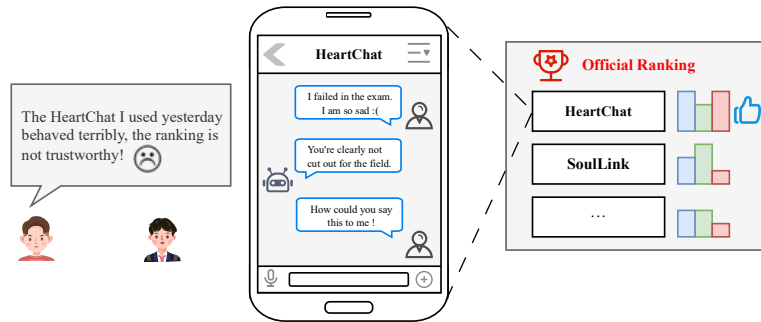 The HeartChat I used yesterday
behaved terribly, the ranking is
not trustworthy!
HeartChat
I failed in the exam.
I am so sad :(
You're clearly not
cut out for the field.
How could you say
this to me !
Official Ranking
HeartChat
SoulLink
...